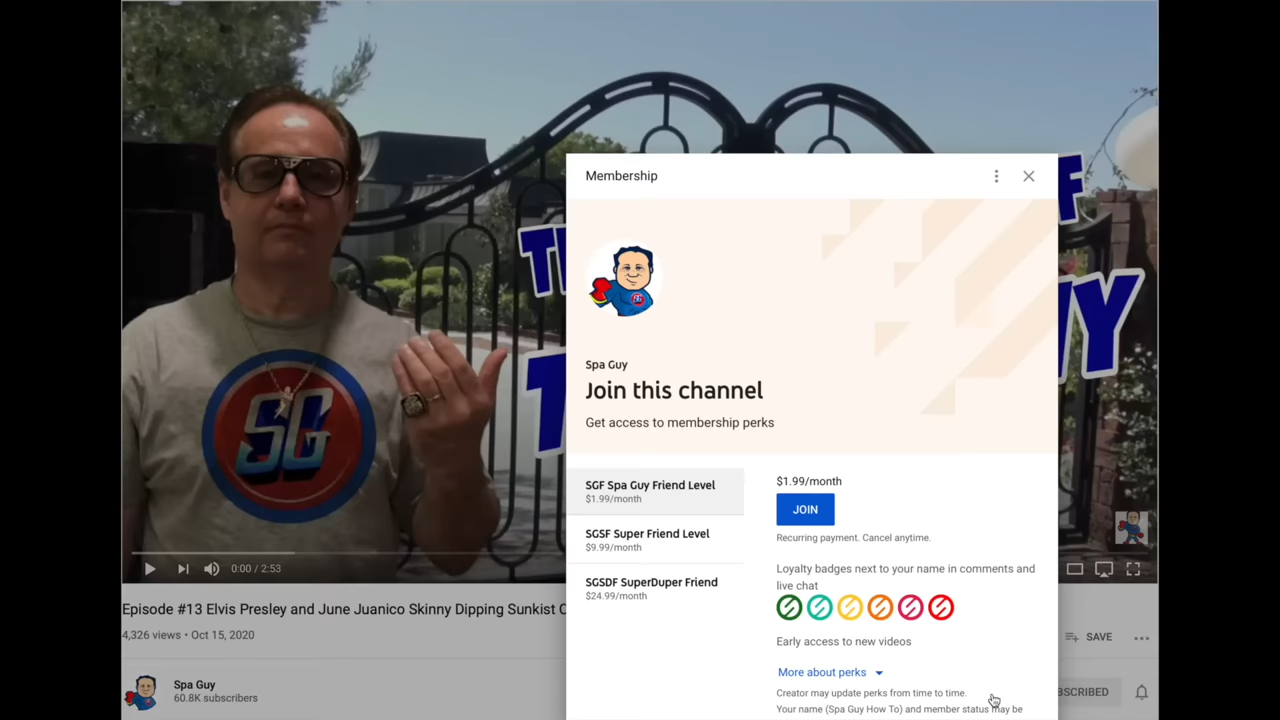 Membership
SG
Spa Guy
Join this channel
Get access to membership perks
SGF Spa Guy Friend Level
$1.99/month
SGSF Super Friend Level
$9.99/month
SGSDF SuperDuper Friend
$24.99/month
$1.99/month
JOIN
Recurring payment. Cancel anytime.
Loyalty badges next to your name in comments and
live chat
Early access to new videos
More about perks
Creator may update perks from time to time.
Your name (Spa Guy How To) and member status may be
0:00 / 2:53
Episode #13 Elvis Presley and June Juanico Skinny Dipping Sunkist
4,326 views • Oct 15, 2020
SAVE
Spa Guy
60.8K subscribers
SCRIBED